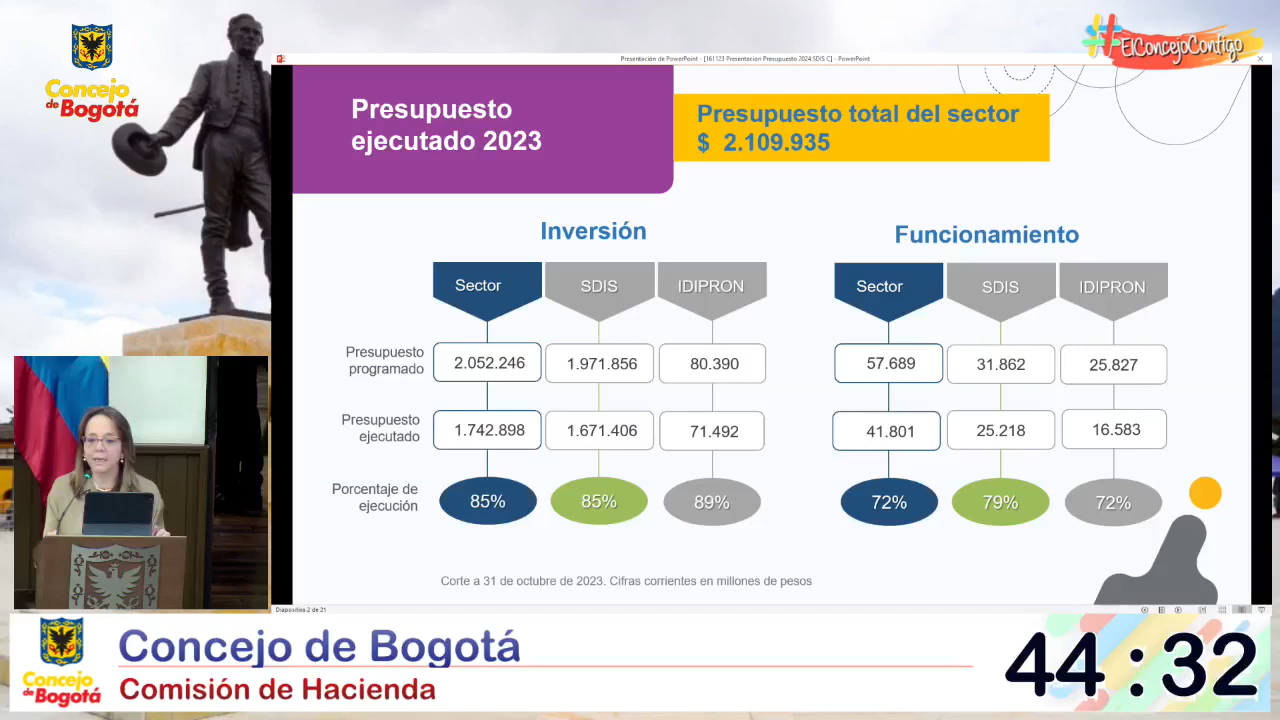 Concejo
de Bogotá
#ElConcejoContigo
Presentación de PowerPoint - [161123 Presentacion Presupuesto 2024 SDIS C] - PowerPoint
Presupuesto
ejecutado 2023
Presupuesto total del sector
$ 2.109.935
Inversión
Funcionamiento
Sector SDIS IDIPRON Sector SDIS IDIPRON
Presupuesto
programado
2.052.246 1.971.856 80.390 57.689 31.862 25.827
Presupuesto
ejecutado
1.742.898 1.671.406 71.492 41.801 25.218 16.583
Porcentaje de
ejecución
85% 85% 89% 72% 79% 72%
Corte a 31 de octubre de 2023. Cifras corrientes en millones de pesos
Diapositiva 2 de 21
Concejo
de Bogotá
Concejo de Bogotá
Comisión de Hacienda
44:32